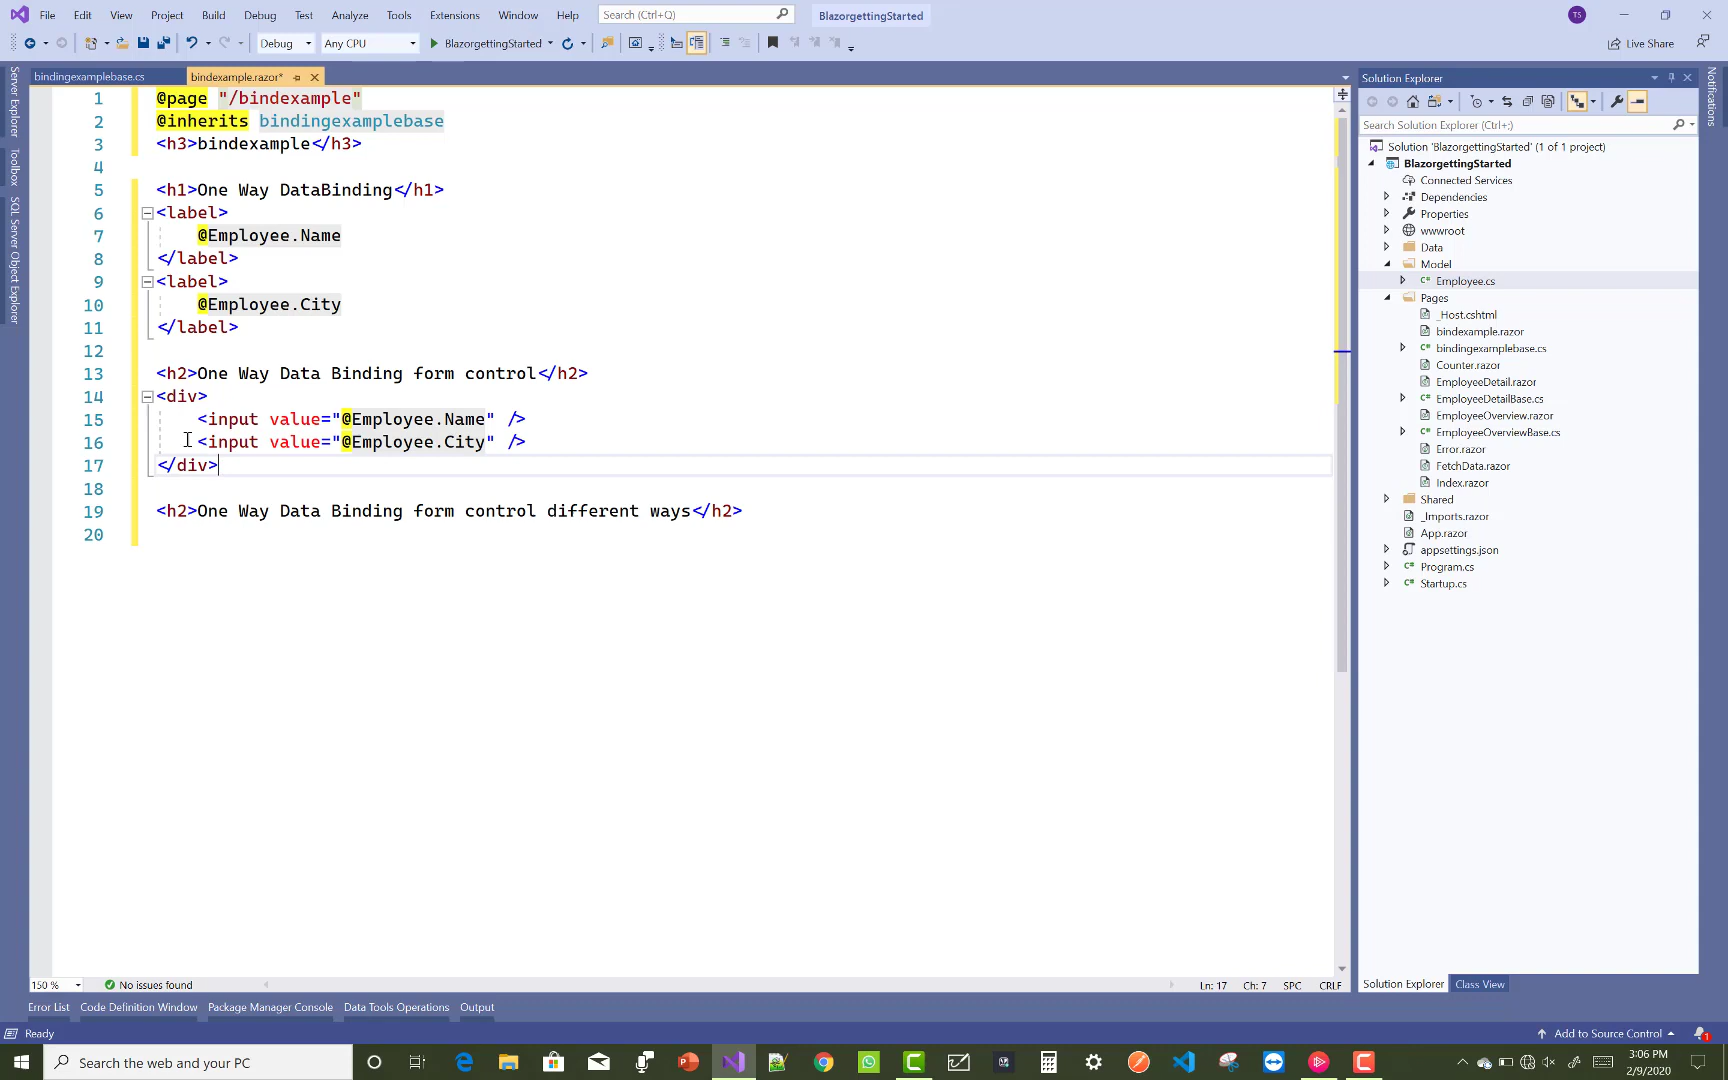 File Edit View Project Build Debug Test Analyze Tools Extensions Window Help Search (Ctrl+Q) BlazorgettingStarted TS
Debug Any CPU BlazorgettingStarted Live Share
bindingexamplebase.cs bindexample.razor*
Server Explorer
Toolbox
SQL Server Object Explorer
1 @page "/bindexample"
2 @inherits bindingexamplebase
3 <h3>bindexample</h3>
4
5 <h1>One Way DataBinding</h1>
6 <label>
7 @Employee.Name
8 </label>
9 <label>
10 @Employee.City
11 </label>
12
13 <h2>One Way Data Binding form control</h2>
14 <div>
15 <input value="@Employee.Name" />
16 <input value="@Employee.City" />
17 </div>
18
19 <h2>One Way Data Binding form control different ways</h2>
20
150 % No issues found Ln: 17 Ch: 7 SPC CRLF
Solution Explorer
Search Solution Explorer (Ctrl+;)
Solution 'BlazorgettingStarted' (1 of 1 project)
BlazorgettingStarted
Connected Services
Dependencies
Properties
wwwroot
Data
Model
C# Employee.cs
Pages
_Host.cshtml
bindexample.razor
C# bindingexamplebase.cs
Counter.razor
EmployeeDetail.razor
C# EmployeeDetailBase.cs
EmployeeOverview.razor
C# EmployeeOverviewBase.cs
Error.razor
FetchData.razor
Index.razor
Shared
_Imports.razor
App.razor
appsettings.json
C# Program.cs
C# Startup.cs
Solution Explorer Class View
Notifications
Error List Code Definition Window Package Manager Console Data Tools Operations Output
Ready Add to Source Control 1
Search the web and your PC
3:06 PM
2/9/2020